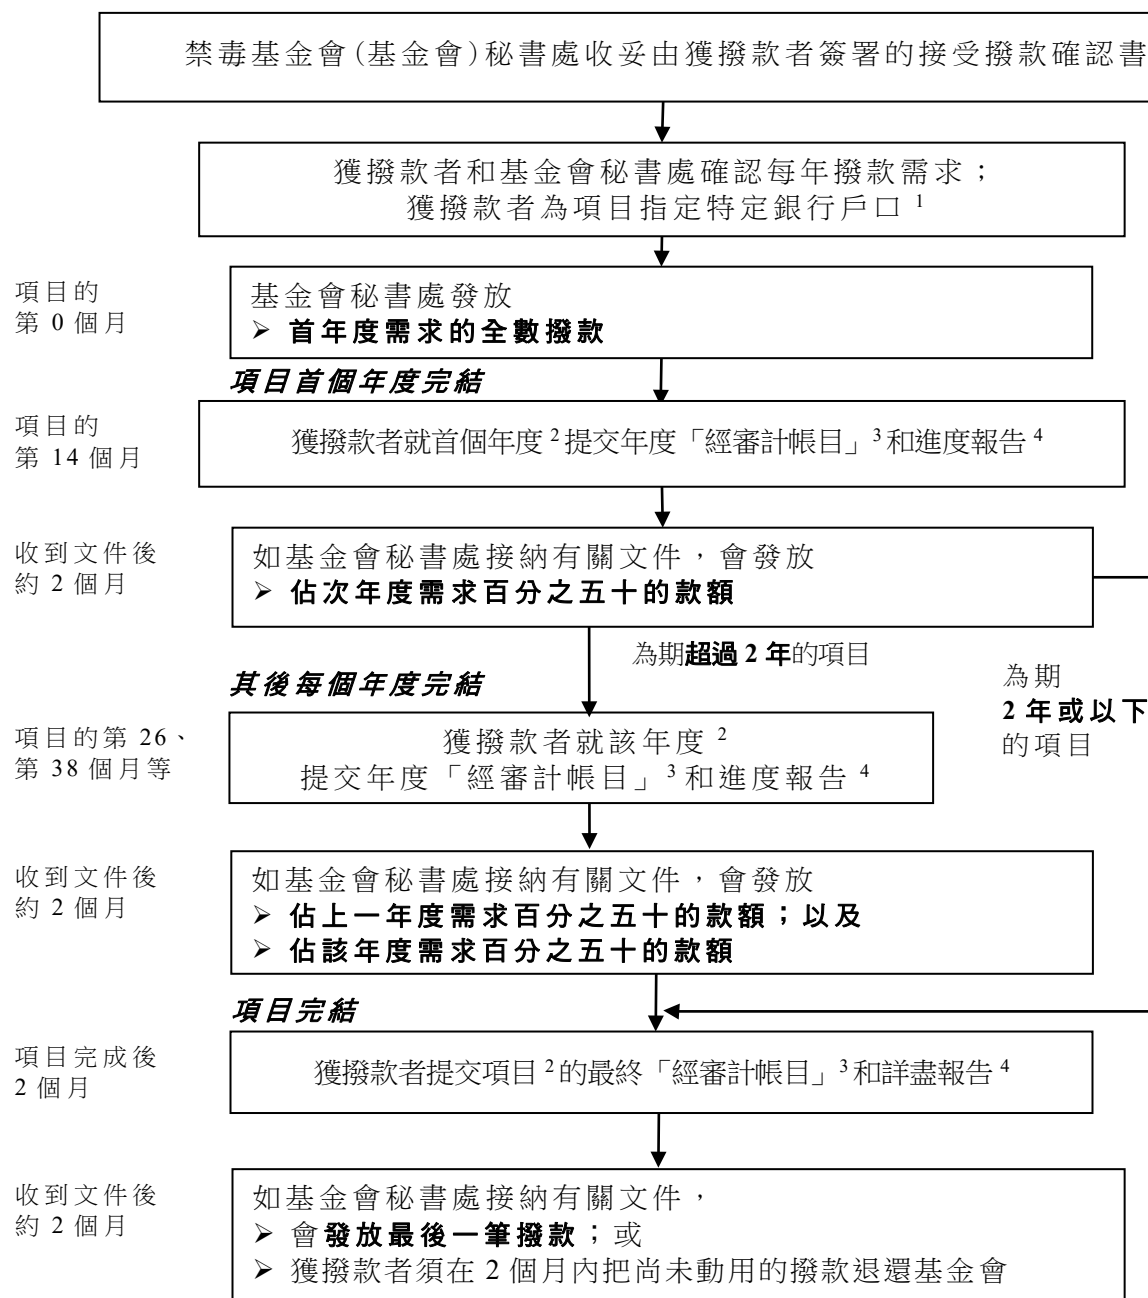 禁毒基金會(基金會)秘書處收妥由獲撥款者簽署的接受撥款確認書
獲撥款者和基金會秘書處確認每年撥款需求；
獲撥款者為項目指定特定銀行戶口 1
項目的
第 0 個月
基金會秘書處發放
➢ 首年度需求的全數撥款
項目首個年度完結
項目的
第 14 個月
獲撥款者就首個年度 2 提交年度「經審計帳目」3 和進度報告 4
收到文件後
約 2 個月
如基金會秘書處接納有關文件，會發放
➢ 佔次年度需求百分之五十的款額
為期超過 2 年的項目
為期
2 年或以下
的項目
其後每個年度完結
項目的第 26、
第 38 個月等
獲撥款者就該年度 2
提交年度「經審計帳目」3 和進度報告 4
收到文件後
約 2 個月
如基金會秘書處接納有關文件，會發放
➢ 佔上一年度需求百分之五十的款額；以及
➢ 佔該年度需求百分之五十的款額
項目完結
項目完成後
2 個月
獲撥款者提交項目 2 的最終「經審計帳目」3 和詳盡報告 4
收到文件後
約 2 個月
如基金會秘書處接納有關文件，
➢ 會發放最後一筆撥款；或
➢ 獲撥款者須在 2 個月內把尚未動用的撥款退還基金會